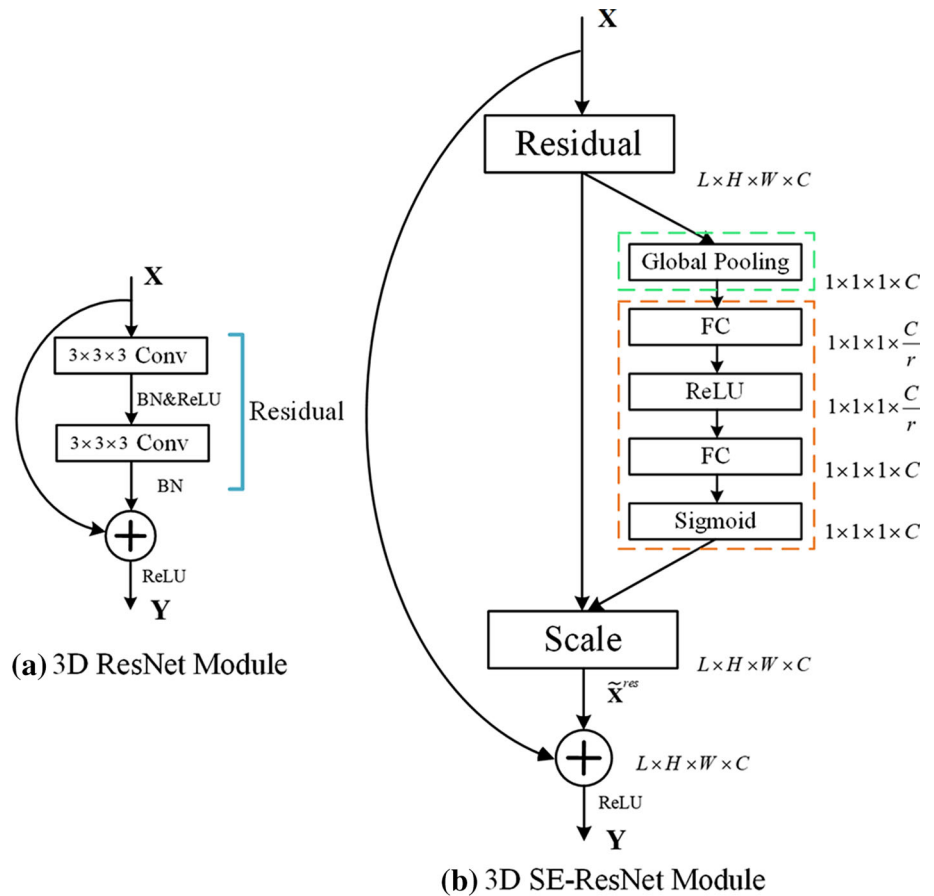 X
3×3×3 Conv
BN&ReLU
3×3×3 Conv
BN
Residual
+
ReLU
Y
(a) 3D ResNet Module
X
Residual
L×H×W×C
Global Pooling
1×1×1×C
FC
1×1×1×C/r
ReLU
1×1×1×C/r
FC
1×1×1×C
Sigmoid
1×1×1×C
Scale
L×H×W×C
X̃^res
+
L×H×W×C
ReLU
Y
(b) 3D SE-ResNet Module